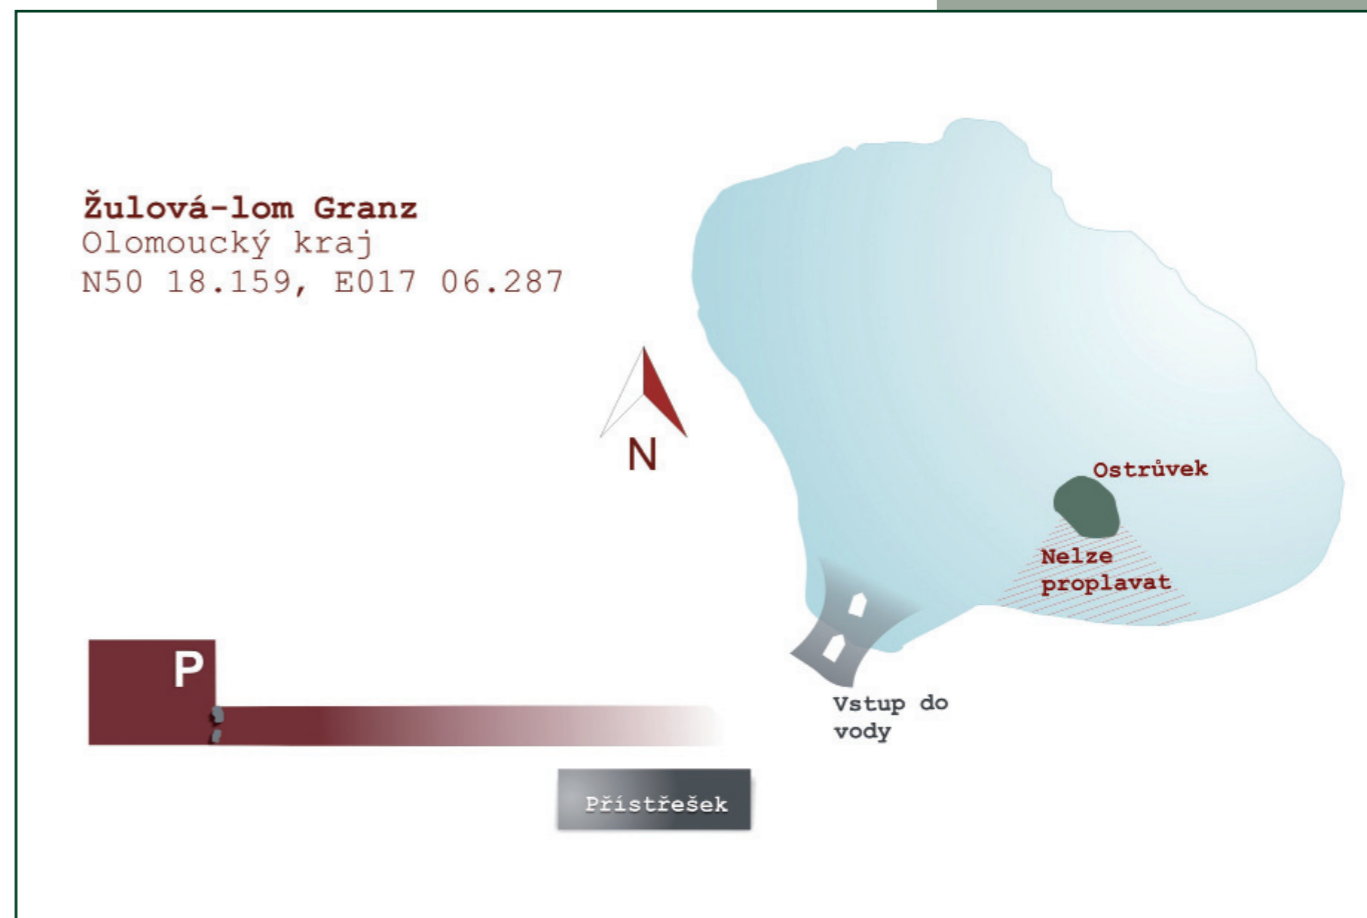 Žulová-lom Granz
Olomoucký kraj
N50 18.159, E017 06.287
N
Ostrůvek
Nelze
proplavat
P
Vstup do
vody
Přístřešek